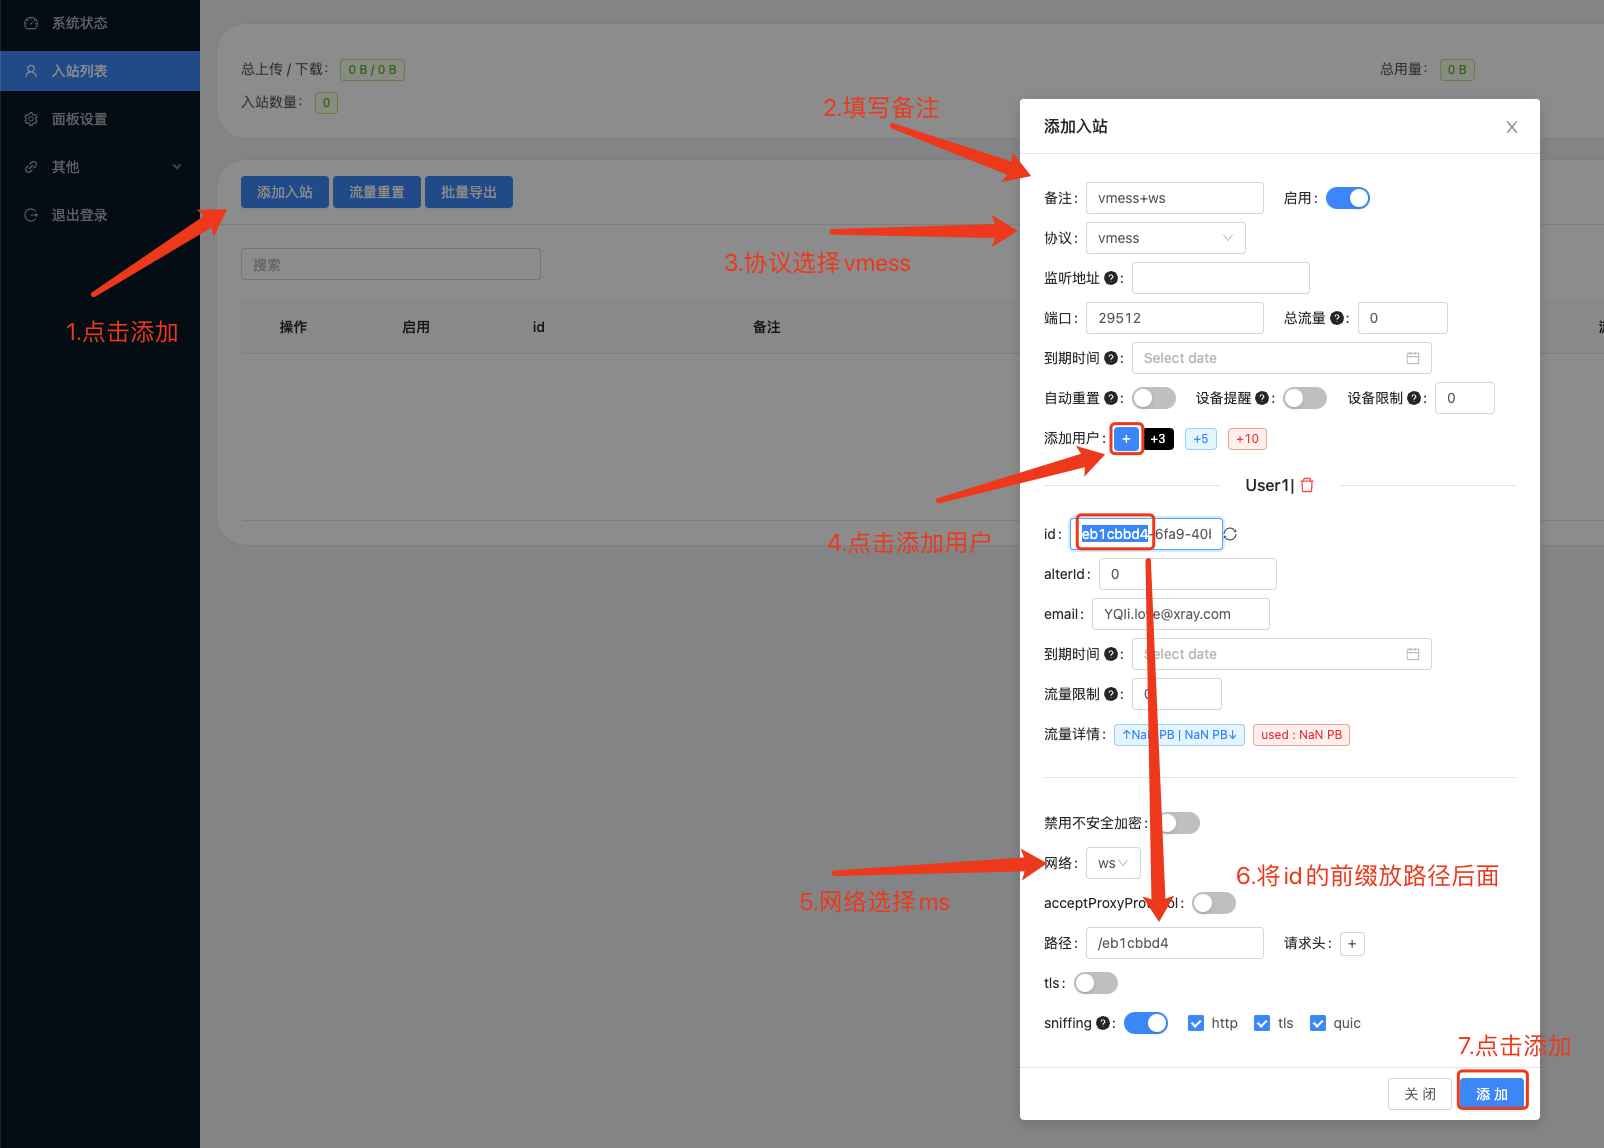 系统状态
入站列表
面板设置
其他
退出登录
总上传 / 下载： 0 B / 0 B
总用量： 0 B
入站数量： 0
添加入站 流量重置 批量导出
搜索
操作 启用 id 备注
1.点击添加
2.填写备注
3.协议选择vmess
4.点击添加用户
5.网络选择ms
6.将id的前缀放路径后面
7.点击添加
添加入站
备注： vmess+ws 启用：
协议： vmess
监听地址 ?：
端口： 29512 总流量 ?： 0
到期时间 ?： Select date
自动重置 ?： 设备提醒 ?： 设备限制 ?： 0
添加用户： + +3 +5 +10
User1|
id： eb1cbbd4-6fa9-40
alterId： 0
email： YQli.love@xray.com
到期时间 ?： Select date
流量限制 ?： 0
流量详情： ↑NaN PB | NaN PB↓ used : NaN PB
禁用不安全加密：
网络： ws
acceptProxyProtocol：
路径： /eb1cbbd4 请求头： +
tls：
sniffing ?： http tls quic
关 闭 添 加